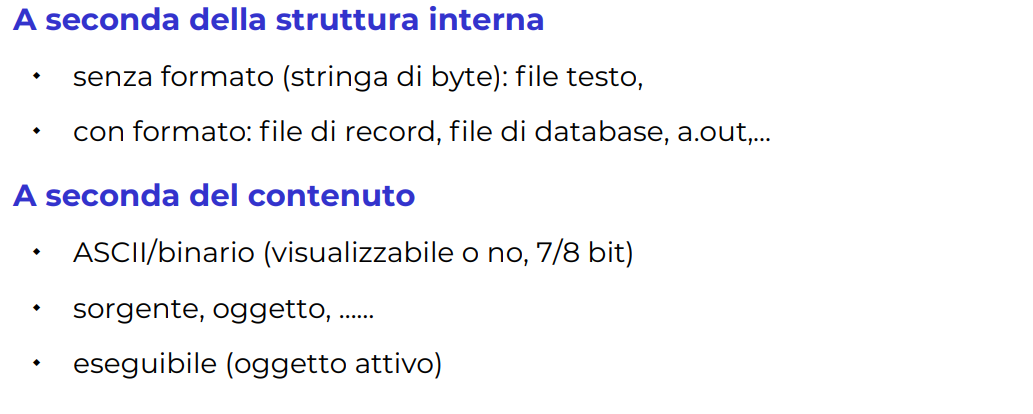 A seconda della struttura interna
• senza formato (stringa di byte): file testo,
• con formato: file di record, file di database, a.out,...
A seconda del contenuto
• ASCII/binario (visualizzabile o no, 7/8 bit)
• sorgente, oggetto, ......
• eseguibile (oggetto attivo)